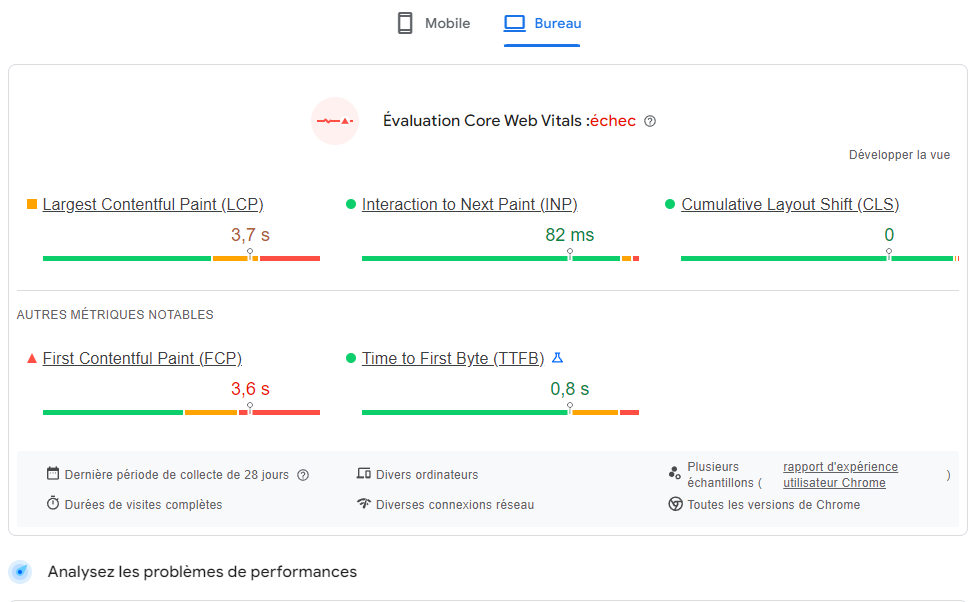 Mobile
Bureau
Évaluation Core Web Vitals :échec
Développer la vue
Largest Contentful Paint (LCP)
3,7 s
Interaction to Next Paint (INP)
82 ms
Cumulative Layout Shift (CLS)
0
AUTRES MÉTRIQUES NOTABLES
First Contentful Paint (FCP)
3,6 s
Time to First Byte (TTFB)
0,8 s
Dernière période de collecte de 28 jours
Divers ordinateurs
Plusieurs échantillons (rapport d'expérience utilisateur Chrome)
Durées de visites complètes
Diverses connexions réseau
Toutes les versions de Chrome
Analysez les problèmes de performances